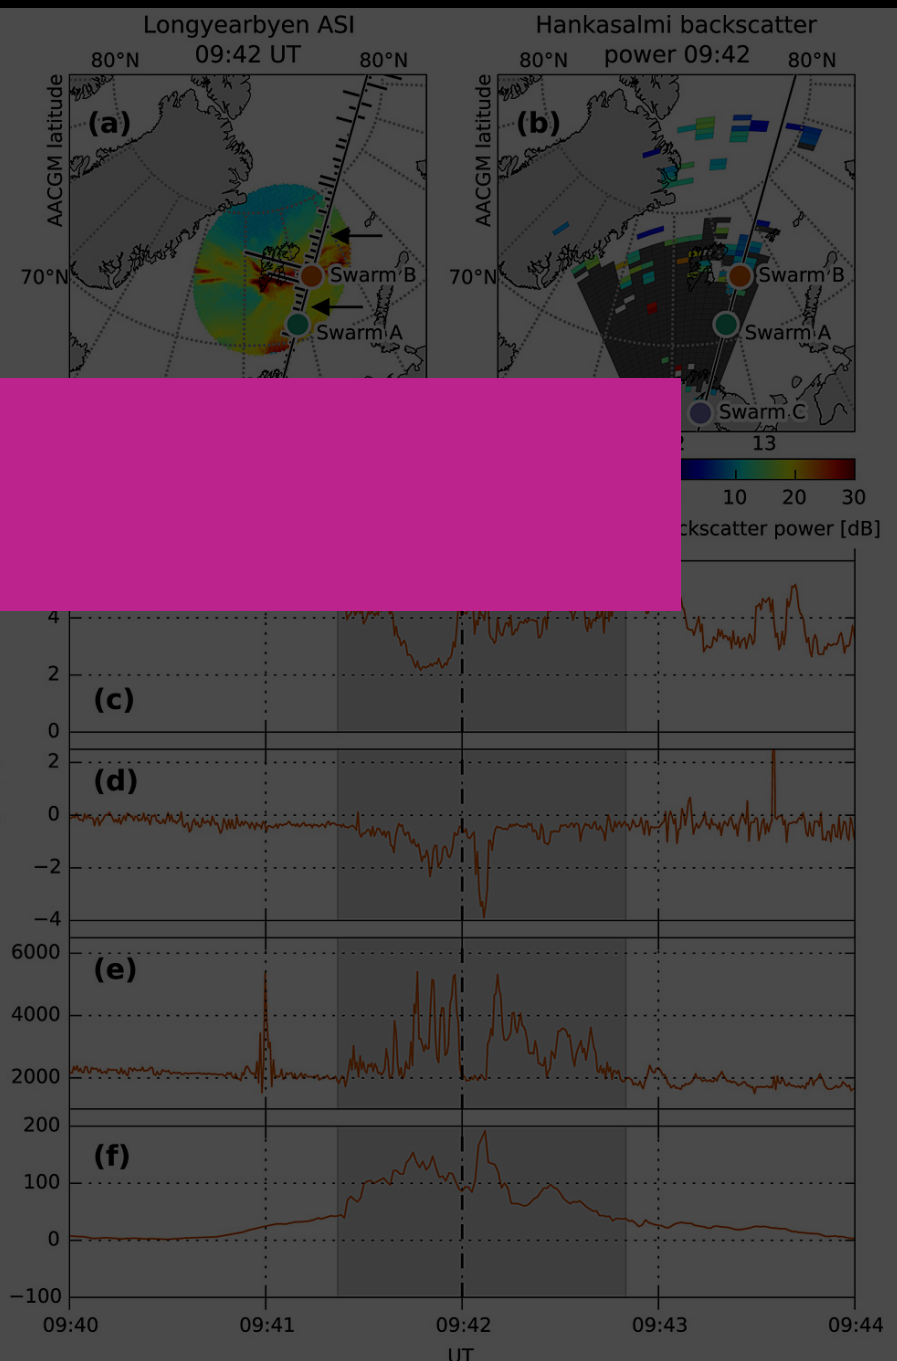 Longyearbyen ASI
09:42 UT
Hankasalmi backscatter
power 09:42
80°N
80°N
80°N
80°N
AACGM latitude
(a)
70°N
Swarm B
Swarm A
AACGM latitude
(b)
70°N
Swarm B
Swarm A
Swarm C
13
10 20 30
power [dB]
4
2
0
(c)
2
0
−2
−4
(d)
6000
4000
2000
(e)
200
100
0
−100
(f)
09:40 09:41 09:42 09:43 09:44
UT